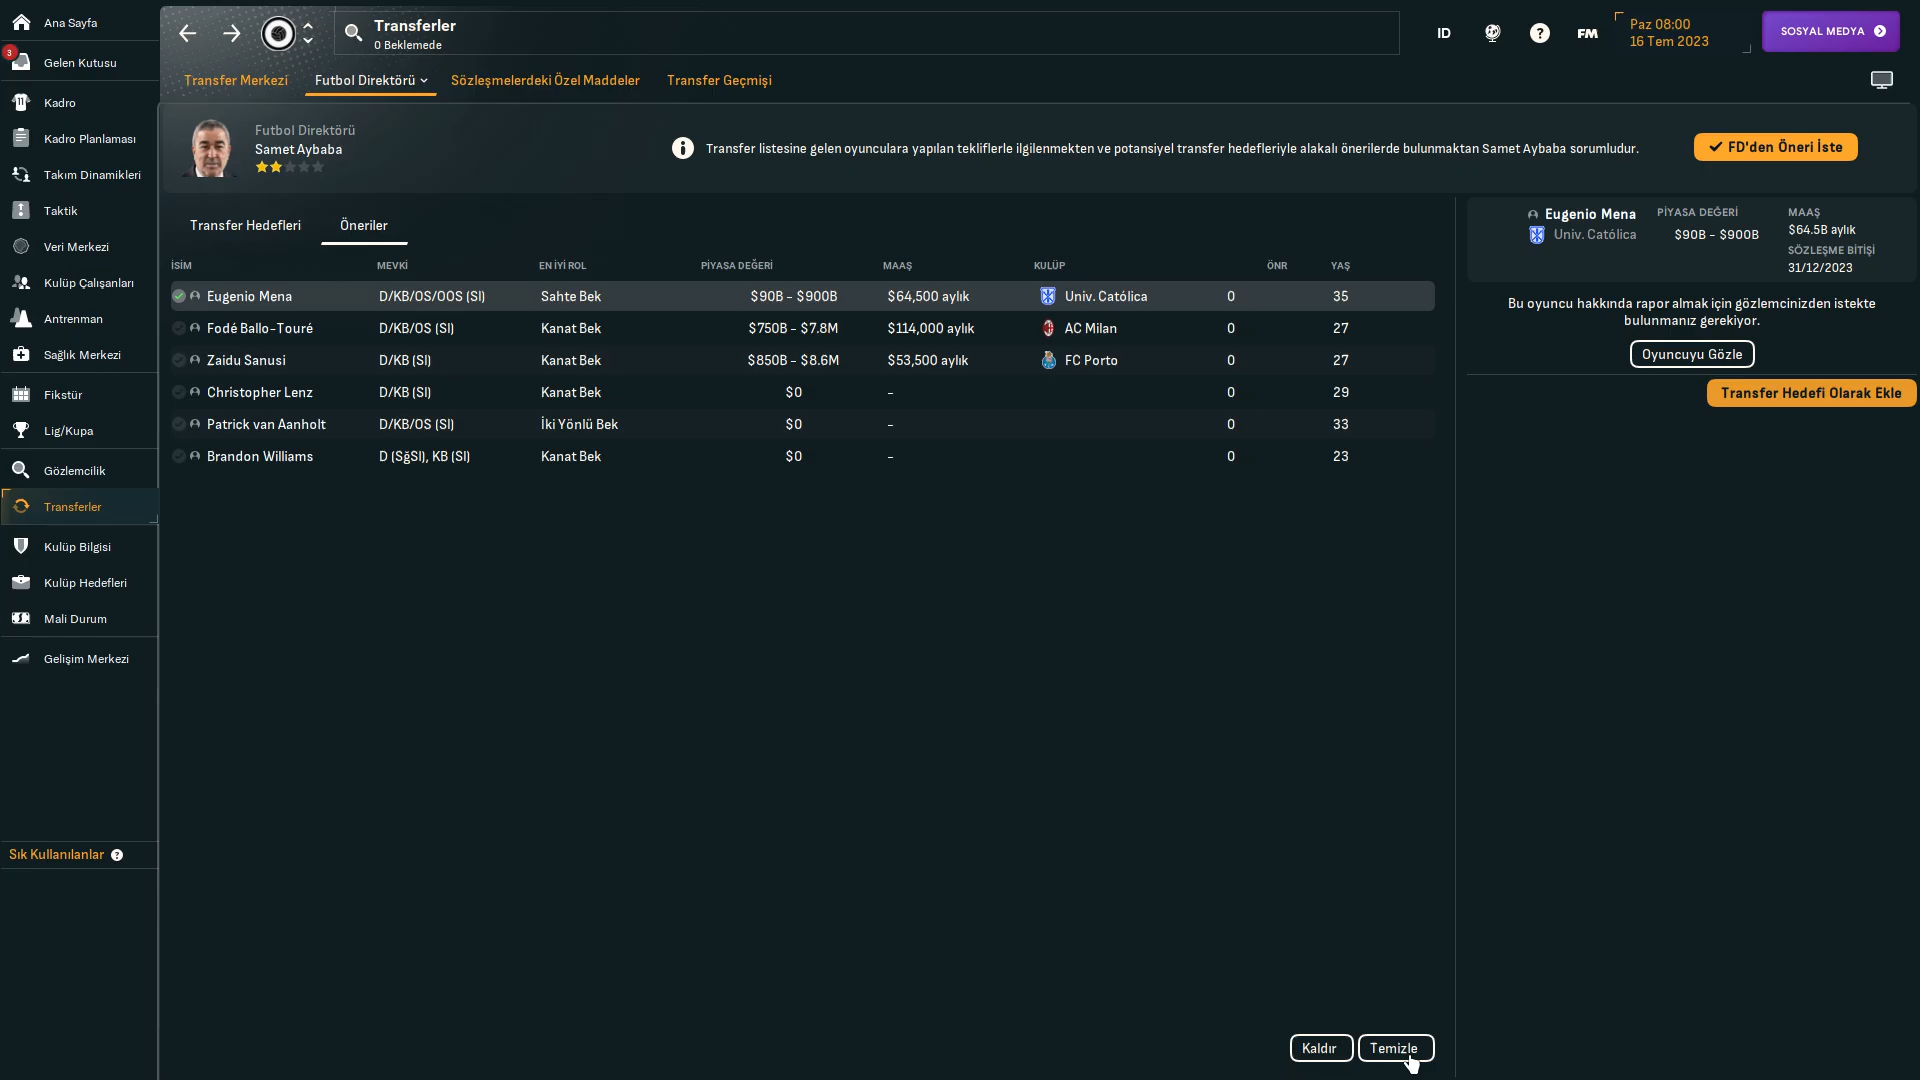 Ana Sayfa
3
Gelen Kutusu
11
Kadro
Kadro Planlaması
Takım Dinamikleri
Taktik
Veri Merkezi
Kulüp Çalışanları
Antrenman
Sağlık Merkezi
Fikstür
Lig/Kupa
Gözlemcilik
Transferler
Kulüp Bilgisi
Kulüp Hedefleri
Mali Durum
Gelişim Merkezi
Sık Kullanılanlar ?
Transferler
0 Beklemede
ID
?
FM
Paz 08:00
16 Tem 2023
SOSYAL MEDYA
Transfer Merkezi
Futbol Direktörü
Sözleşmelerdeki Özel Maddeler
Transfer Geçmişi
Futbol Direktörü
Samet Aybaba
Transfer listesine gelen oyunculara yapılan tekliflerle ilgilenmekten ve potansiyel transfer hedefleriyle alakalı önerilerde bulunmaktan Samet Aybaba sorumludur.
FD'den Öneri İste
Transfer Hedefleri
Öneriler
İSİM MEVKİ EN İYİ ROL PİYASA DEĞERİ MAAŞ KULÜP ÖNR YAŞ
Eugenio Mena D/KB/OS/OOS (Sl) Sahte Bek $90B - $900B $64,500 aylık Univ. Católica 0 35
Fodé Ballo-Touré D/KB/OS (Sl) Kanat Bek $750B - $7.8M $114,000 aylık AC Milan 0 27
Zaidu Sanusi D/KB (Sl) Kanat Bek $850B - $8.6M $53,500 aylık FC Porto 0 27
Christopher Lenz D/KB (Sl) Kanat Bek $0 - 0 29
Patrick van Aanholt D/KB/OS (Sl) İki Yönlü Bek $0 - 0 33
Brandon Williams D (SğSl), KB (Sl) Kanat Bek $0 - 0 23
Kaldır
Temizle
Eugenio Mena
Univ. Católica
PİYASA DEĞERİ
$90B - $900B
MAAŞ
$64.5B aylık
SÖZLEŞME BİTİŞİ
31/12/2023
Bu oyuncu hakkında rapor almak için gözlemcinizden istekte
bulunmanız gerekiyor.
Oyuncuyu Gözle
Transfer Hedefi Olarak Ekle